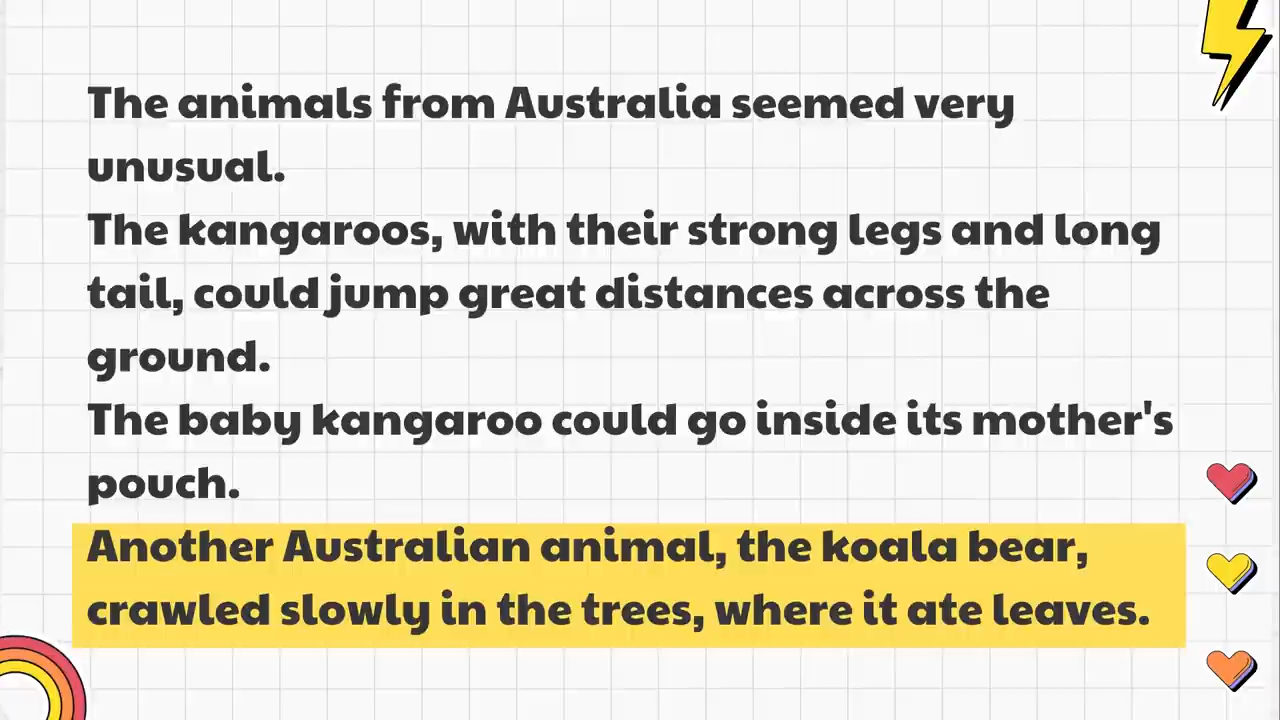 The animals from Australia seemed very
unusual.
The kangaroos, with their strong legs and long
tail, could jump great distances across the
ground.
The baby kangaroo could go inside its mother's
pouch.
Another Australian animal, the koala bear,
crawled slowly in the trees, where it ate leaves.